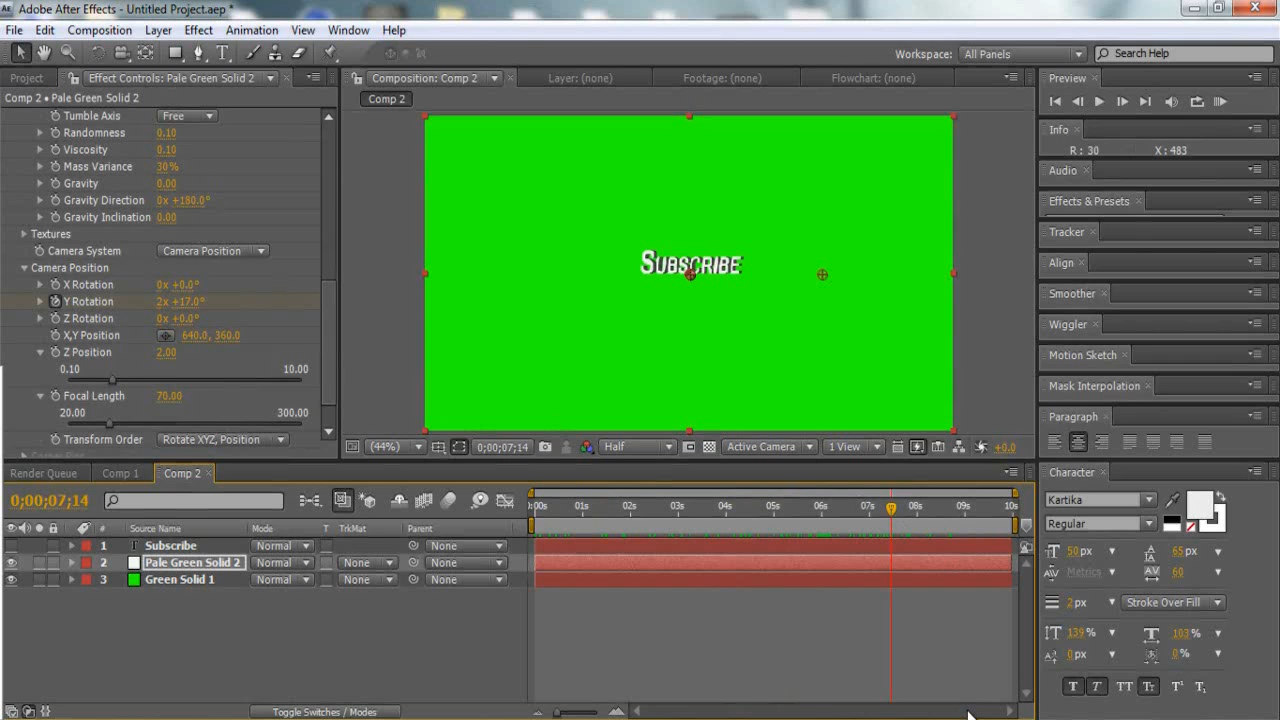 Adobe After Effects - Untitled Project.aep *
File Edit Composition Layer Effect Animation View Window Help
Workspace: All Panels Search Help
Project Effect Controls: Pale Green Solid 2 Composition: Comp 2 Layer: (none) Footage: (none) Flowchart: (none) Preview
Comp 2 • Pale Green Solid 2 Comp 2
Tumble Axis Free
Randomness 0.10
Viscosity 0.10
Mass Variance 30%
Gravity 0.00
Gravity Direction 0x +180.0°
Gravity Inclination 0.00
Textures
Camera System Camera Position
Camera Position
X Rotation 0x +0.0°
Y Rotation 2x +17.0°
Z Rotation 0x +0.0°
X,Y Position 640.0, 360.0
Z Position 2.00
0.10 10.00
Focal Length 70.00
20.00 300.00
Transform Order Rotate XYZ, Position
SUBSCRIBE
(44%) 0;00;07;14 Half Active Camera 1 View +0.0
Info
R: 30 X: 483
Audio
Effects & Presets
Tracker
Align
Smoother
Wiggler
Motion Sketch
Mask Interpolation
Paragraph
Character
Kartika
Regular
50 px 65 px
Metrics 60
2 px Stroke Over Fill
139 % 103 %
0 px 0 %
T T TT Tt T¹ T₁
Render Queue Comp 1 Comp 2
0;00;07;14
:00s 01s 02s 03s 04s 05s 06s 07s 08s 09s 10s
# Source Name Mode T TrkMat Parent
1 T Subscribe Normal None
2 Pale Green Solid 2 Normal None None
3 Green Solid 1 Normal None None
Toggle Switches / Modes